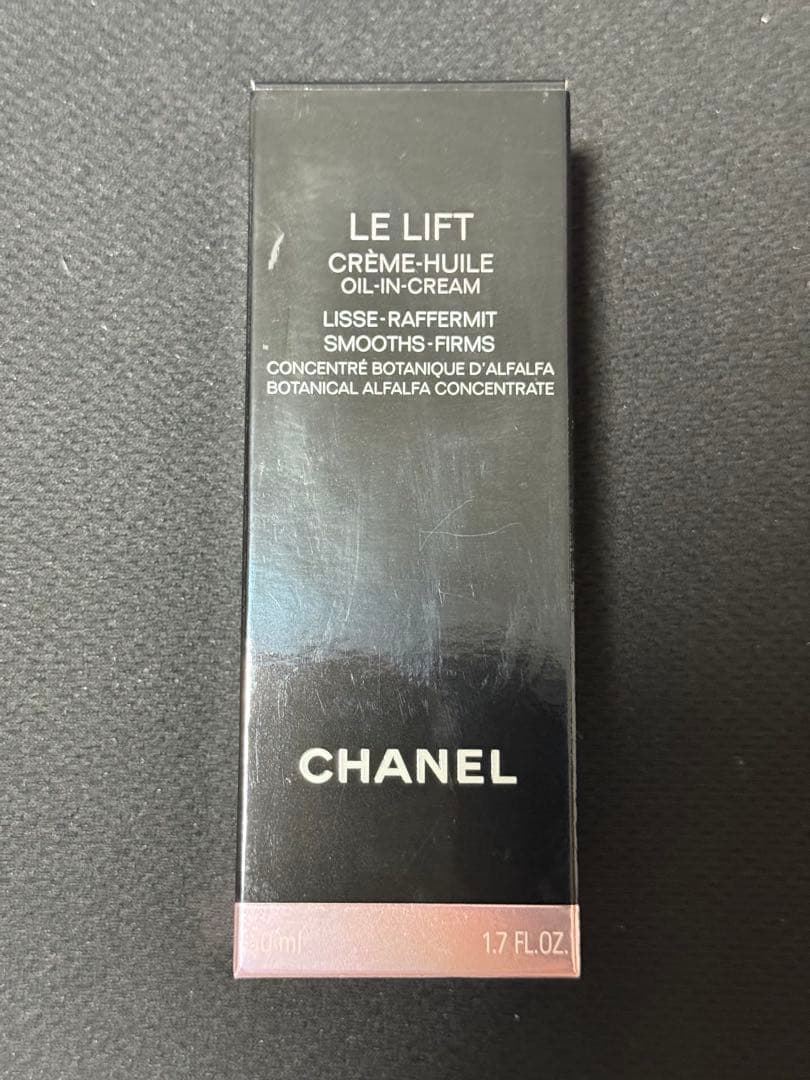 LE LIFT
CRÈME-HUILE
OIL-IN-CREAM
LISSE-RAFFERMIT
SMOOTHS-FIRMS
CONCENTRÉ BOTANIQUE D'ALFALFA
BOTANICAL ALFALFA CONCENTRATE
CHANEL
50ml 1.7 FL.OZ.